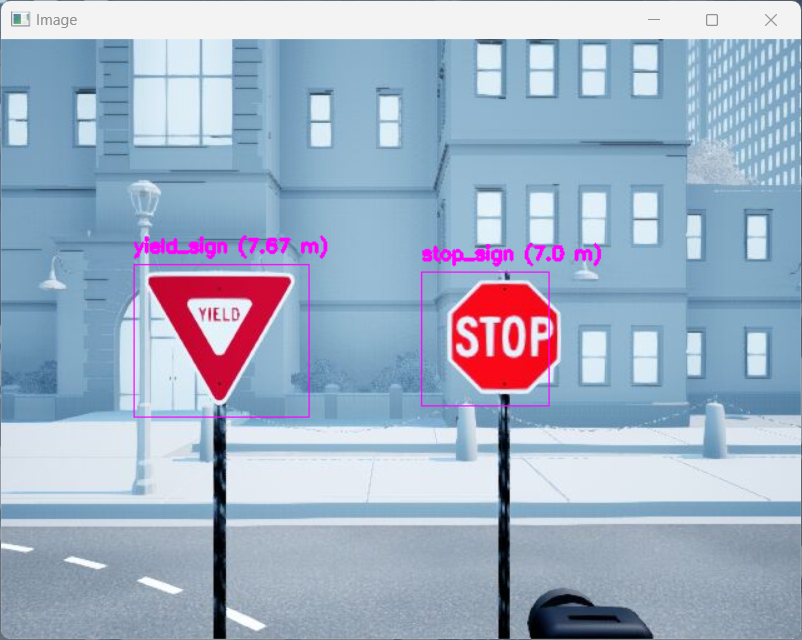 Image
yield_sign (7.67 m)
stop_sign (7.0 m)
YIELD
STOP